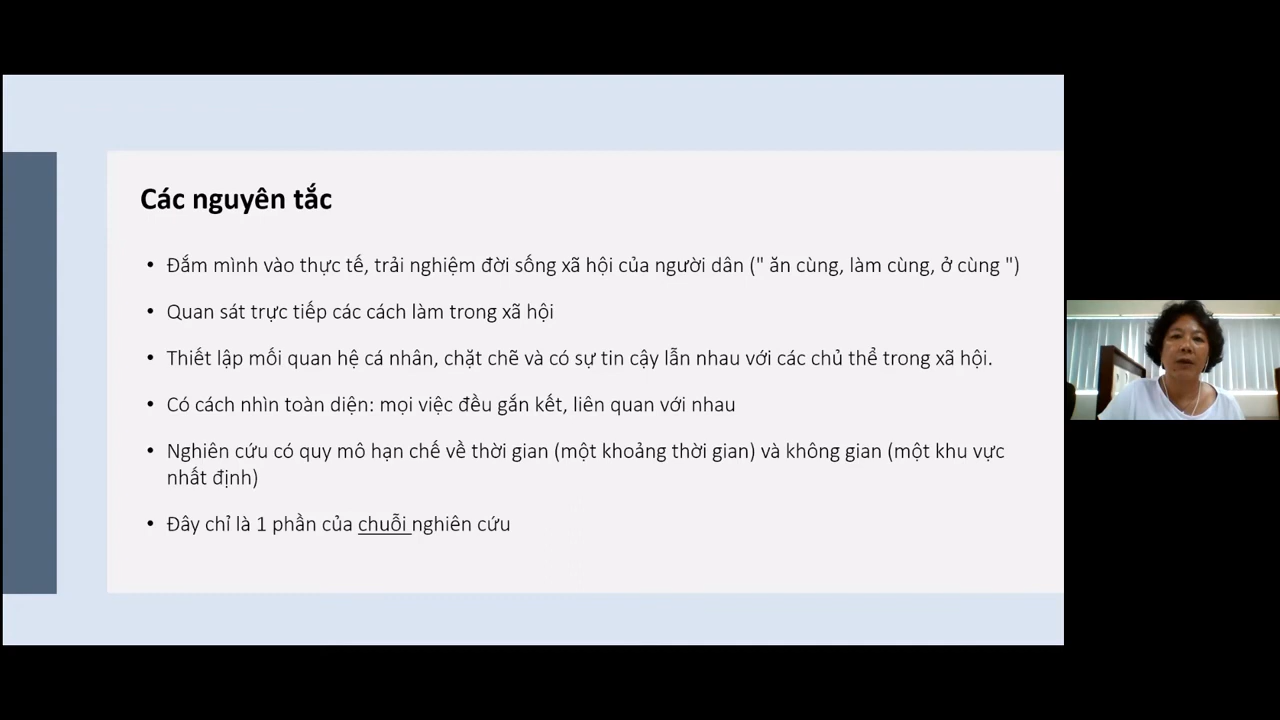 Các nguyên tắc
• Đắm mình vào thực tế, trải nghiệm đời sống xã hội của người dân (" ăn cùng, làm cùng, ở cùng ")
• Quan sát trực tiếp các cách làm trong xã hội
• Thiết lập mối quan hệ cá nhân, chặt chẽ và có sự tin cậy lẫn nhau với các chủ thể trong xã hội.
• Có cách nhìn toàn diện: mọi việc đều gắn kết, liên quan với nhau
• Nghiên cứu có quy mô hạn chế về thời gian (một khoảng thời gian) và không gian (một khu vực
nhất định)
• Đây chỉ là 1 phần của chuỗi nghiên cứu